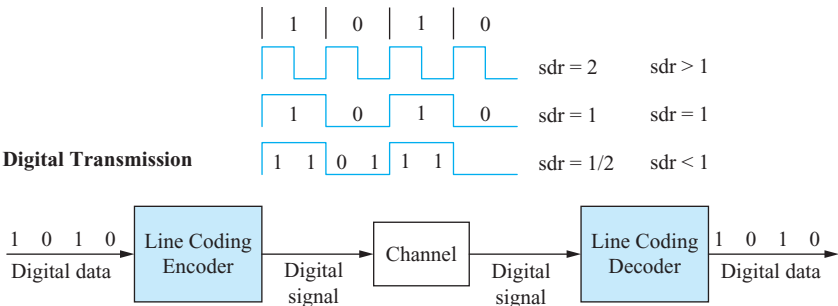 1 0 1 0
sdr = 2 sdr > 1
1 0 1 0 sdr = 1 sdr = 1
Digital Transmission
1 1 0 1 1 1 sdr = 1/2 sdr < 1
1 0 1 0
Digital data
Line Coding
Encoder
Digital
signal
Channel
Digital
signal
Line Coding
Decoder
1 0 1 0
Digital data